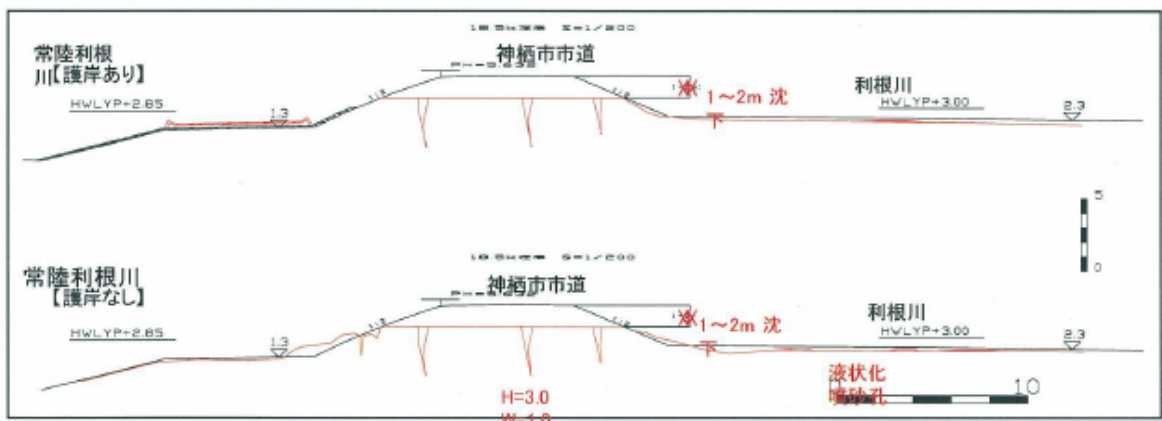 神栖市市道
常陸利根
川【護岸あり】
HWLYP+2.85
1.3
1~2m 沈
下
利根川
HWLYP+3.00
2.3
5
0
常陸利根川
【護岸なし】
神栖市市道
HWLYP+2.85
1.3
1~2m 沈
下
利根川
HWLYP+3.00
2.3
液状化
噴砂孔
10
H=3.0